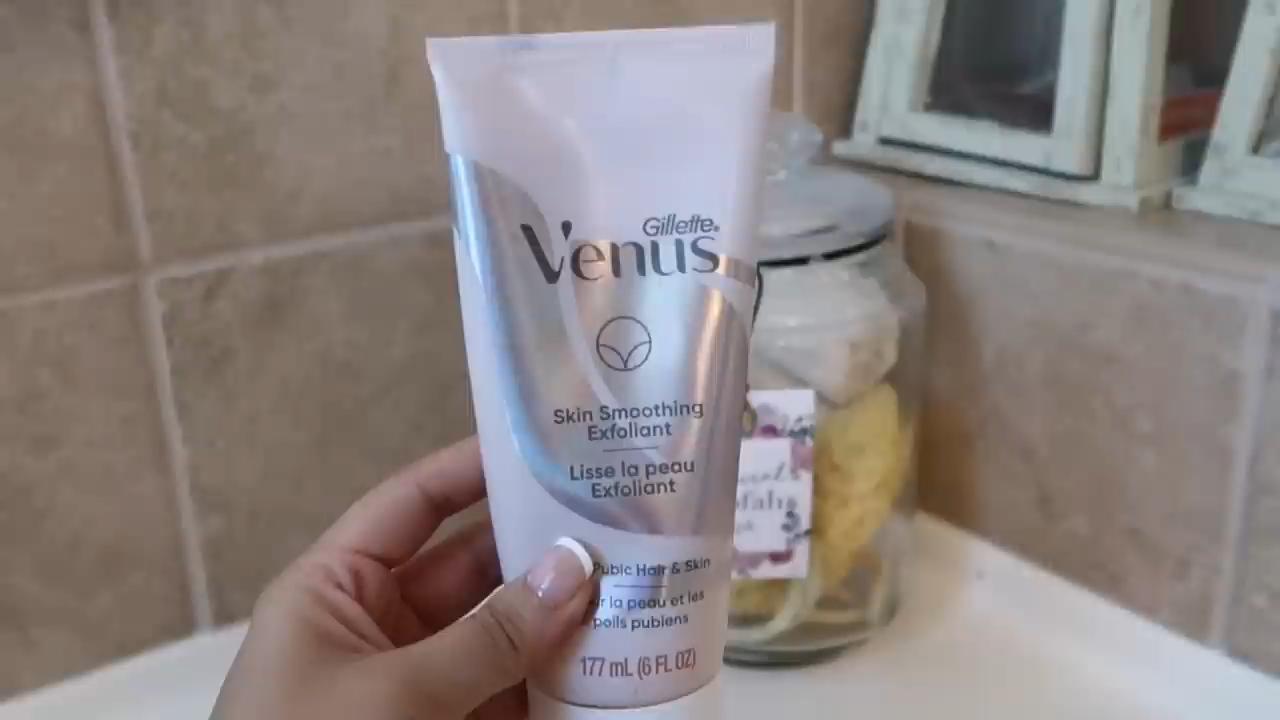 Gillette
Venus
Skin Smoothing
Exfoliant
Lisse la peau
Exfoliant
Pubic Hair & Skin
la peau et les
poils pubiens
177 mL (6 FL OZ)